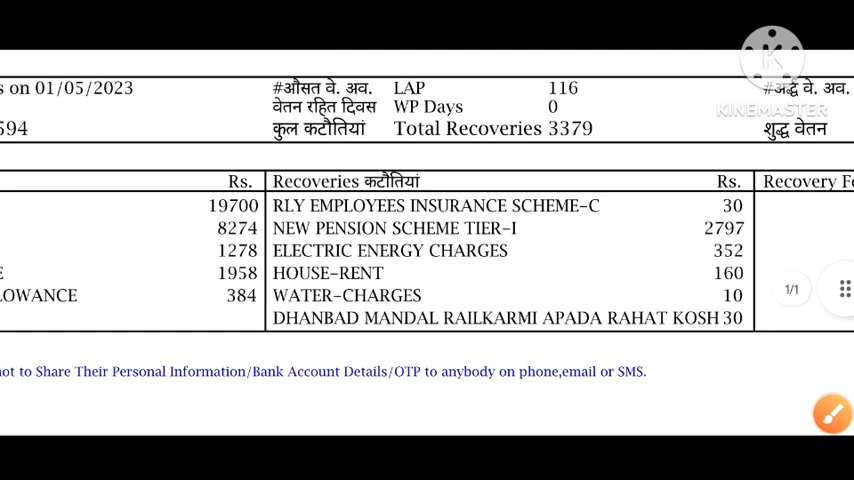 s on 01/05/2023 #औसत वे. अव. LAP 116 #अर्द्ध वे. अव.
वेतन रहित दिवस WP Days 0
594 कुल कटौतियां Total Recoveries 3379 शुद्ध वेतन
KINEMASTER
Rs. Recoveries कटौतियां Rs. Recovery Fo
19700 RLY EMPLOYEES INSURANCE SCHEME-C 30
8274 NEW PENSION SCHEME TIER-I 2797
1278 ELECTRIC ENERGY CHARGES 352
E 1958 HOUSE-RENT 160
LOWANCE 384 WATER-CHARGES 10
1/1
DHANBAD MANDAL RAILKARMI APADA RAHAT KOSH 30
not to Share Their Personal Information/Bank Account Details/OTP to anybody on phone,email or SMS.